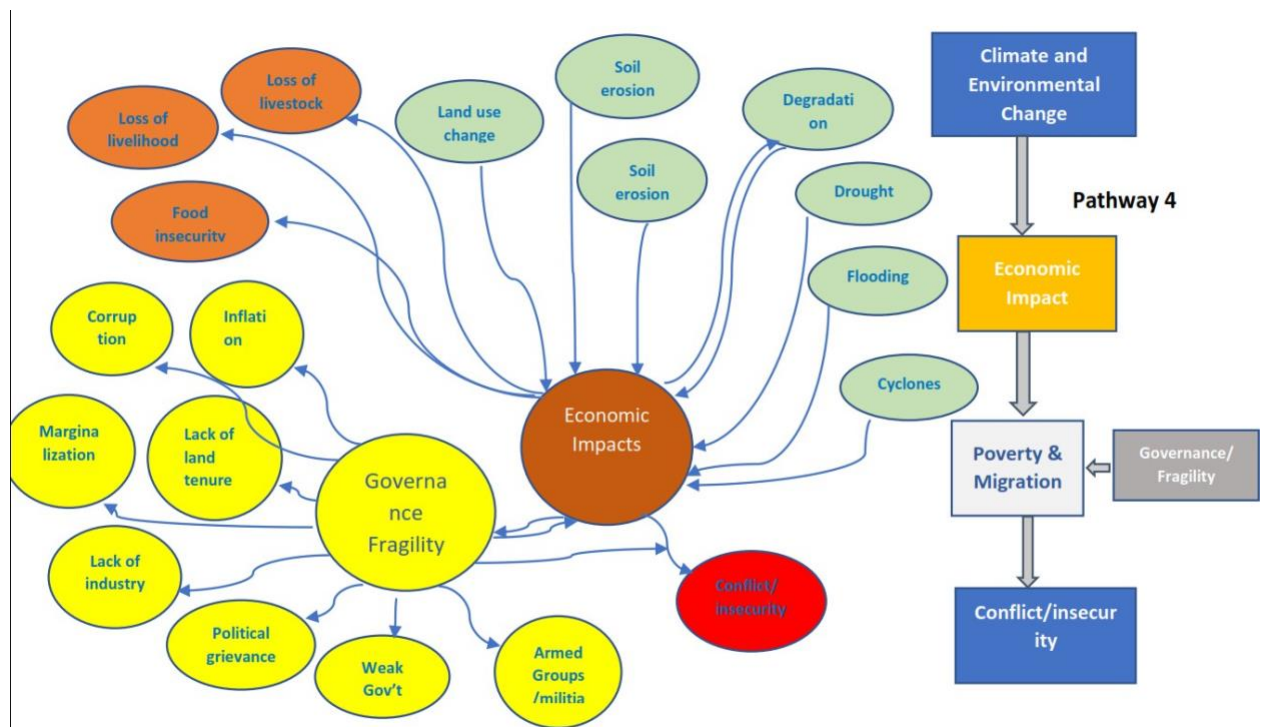 Loss of
livestock
Loss of
livelihood
Food
insecurity
Land use
change
Soil
erosion
Soil
erosion
Degradati
on
Drought
Flooding
Cyclones
Economic
Impacts
Corrup
tion
Inflati
on
Margina
lization
Lack of
land
tenure
Governa
nce
Fragility
Lack of
industry
Political
grievance
Weak
Gov't
Armed
Groups
/militia
Conflict/
insecurity
Climate and
Environmental
Change
Pathway 4
Economic
Impact
Poverty &
Migration
Governance/
Fragility
Conflict/insecur
ity